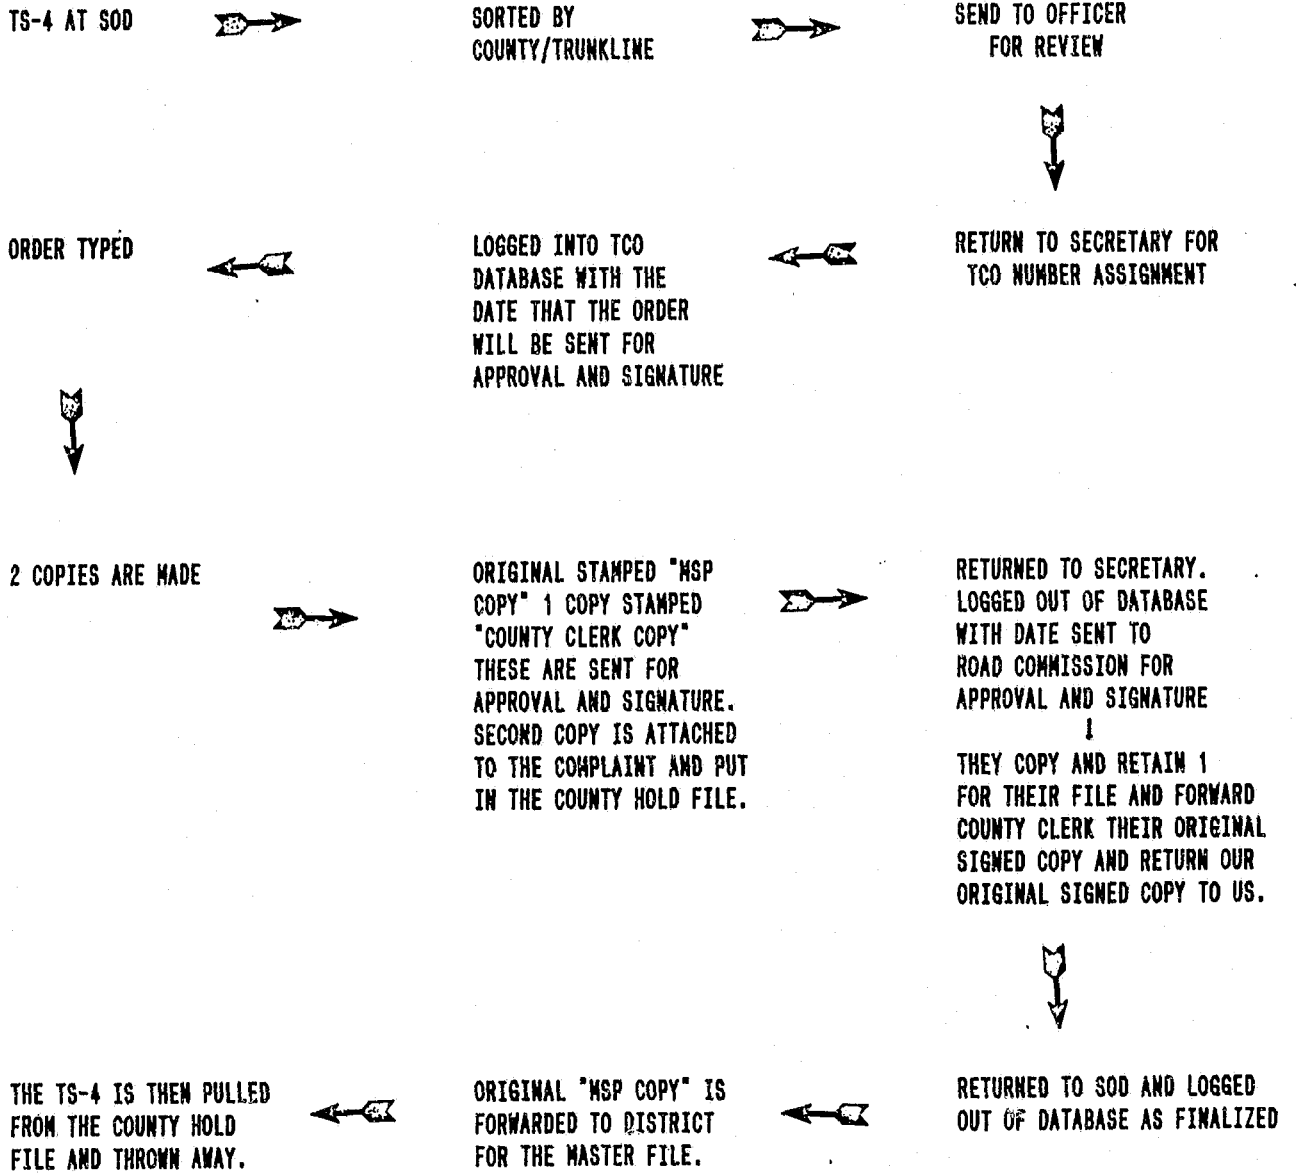 TS-4 AT SOD
SORTED BY
COUNTY/TRUNKLINE
SEND TO OFFICER
FOR REVIEW
RETURN TO SECRETARY FOR
TCO NUMBER ASSIGNMENT
LOGGED INTO TCO
DATABASE WITH THE
DATE THAT THE ORDER
WILL BE SENT FOR
APPROVAL AND SIGNATURE
ORDER TYPED
2 COPIES ARE MADE
ORIGINAL STAMPED "MSP
COPY" 1 COPY STAMPED
"COUNTY CLERK COPY"
THESE ARE SENT FOR
APPROVAL AND SIGNATURE.
SECOND COPY IS ATTACHED
TO THE COMPLAINT AND PUT
IN THE COUNTY HOLD FILE.
RETURNED TO SECRETARY.
LOGGED OUT OF DATABASE
WITH DATE SENT TO
ROAD COMMISSION FOR
APPROVAL AND SIGNATURE
THEY COPY AND RETAIN 1
FOR THEIR FILE AND FORWARD
COUNTY CLERK THEIR ORIGINAL
SIGNED COPY AND RETURN OUR
ORIGINAL SIGNED COPY TO US.
RETURNED TO SOD AND LOGGED
OUT OF DATABASE AS FINALIZED
ORIGINAL "MSP COPY" IS
FORWARDED TO DISTRICT
FOR THE MASTER FILE.
THE TS-4 IS THEN PULLED
FROM THE COUNTY HOLD
FILE AND THROWN AWAY.